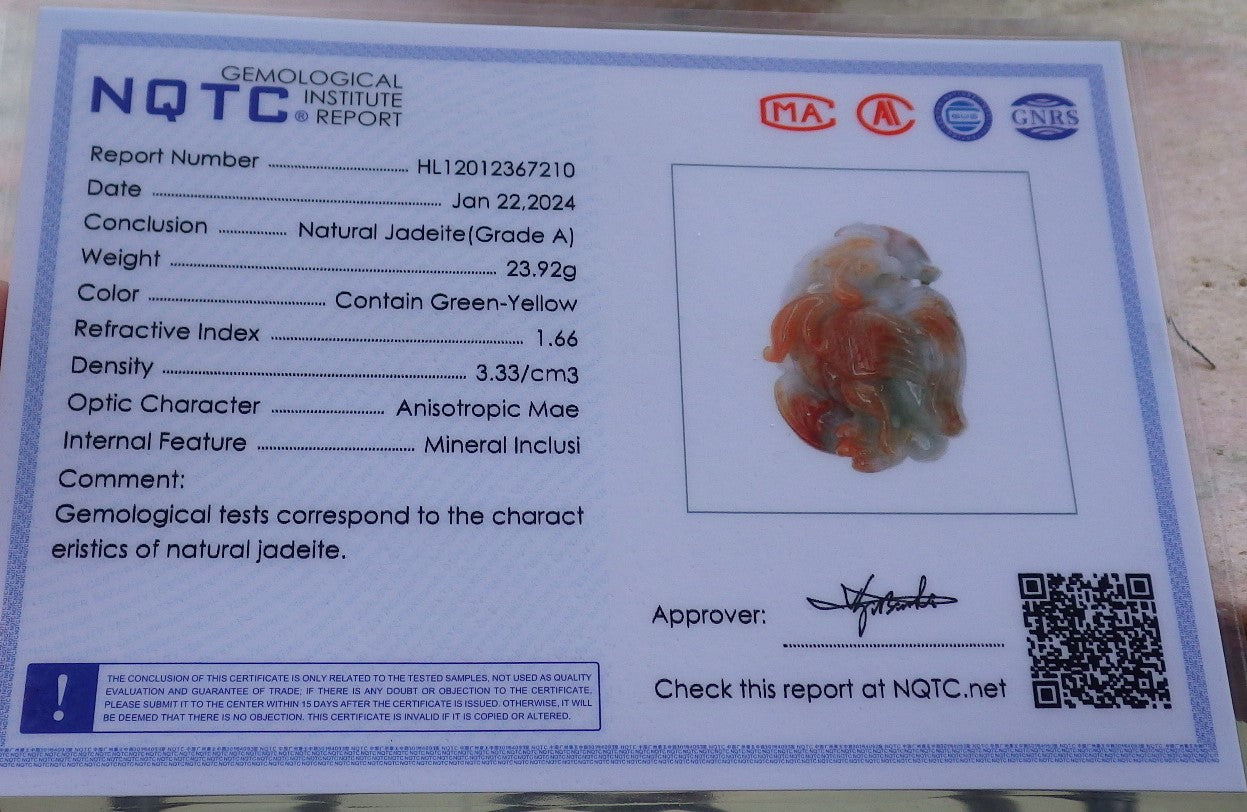 GEMOLOGICAL
NQTC® INSTITUTE
REPORT
MA
AL
GNRS
Report Number HL12012367210
Date Jan 22,2024
Conclusion Natural Jadeite(Grade A)
Weight 23.92g
Color Contain Green-Yellow
Refractive Index 1.66
Density 3.33/cm3
Optic Character Anisotropic Mae
Internal Feature Mineral Inclusi
Comment:
Gemological tests correspond to the charact
eristics of natural jadeite.
Approver:
Check this report at NQTC.net
! THE CONCLUSION OF THIS CERTIFICATE IS ONLY RELATED TO THE TESTED SAMPLES, NOT USED AS QUALITY
EVALUATION AND GUARANTEE OF TRADE; IF THERE IS ANY DOUBT OR OBJECTION TO THE CERTIFICATE,
PLEASE SUBMIT IT TO THE CENTER WITHIN 15 DAYS AFTER THE CERTIFICATE IS ISSUED. OTHERWISE, IT WILL
BE DEEMED THAT THERE IS NO OBJECTION. THIS CERTIFICATE IS INVALID IF IT IS COPIED OR ALTERED.